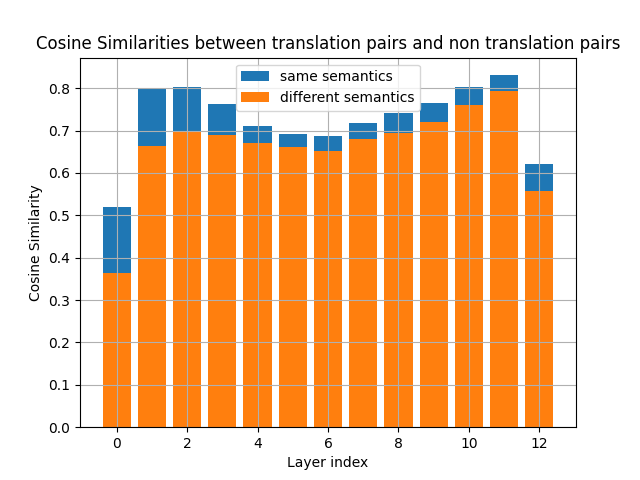 Cosine Similarities between translation pairs and non translation pairs
same semantics
different semantics
0.8
0.7
0.6
0.5
0.4
0.3
0.2
0.1
0.0
Cosine Similarity
0 2 4 6 8 10 12
Layer index